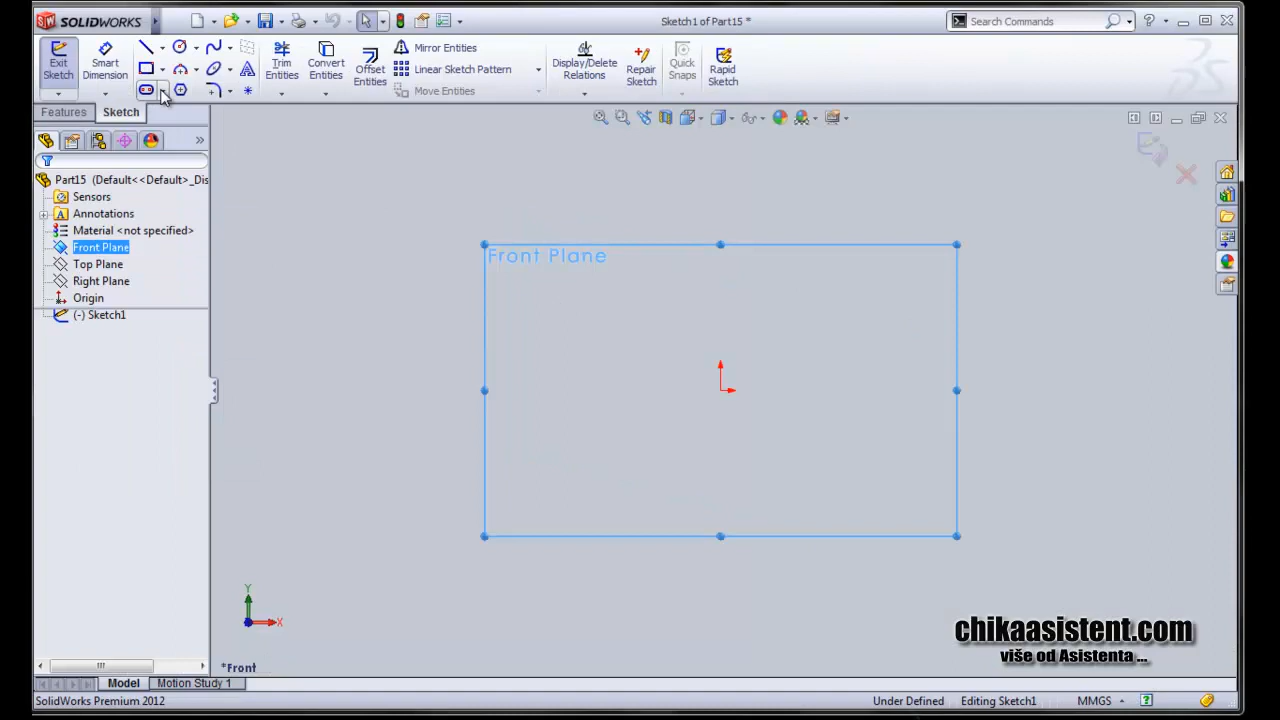 SOLIDWORKS
Sketch1 of Part15 *
Search Commands
Exit Sketch
Smart Dimension
Trim Entities
Convert Entities
Offset Entities
Mirror Entities
Linear Sketch Pattern
Move Entities
Display/Delete Relations
Repair Sketch
Quick Snaps
Rapid Sketch
Features
Sketch
Part15 (Default<<Default>_Dis
Sensors
Annotations
Material <not specified>
Front Plane
Top Plane
Right Plane
Origin
(-) Sketch1
Front Plane
Y
X
*Front
chikaasistent.com
više od Asistenta ...
Model
Motion Study 1
SolidWorks Premium 2012
Under Defined
Editing Sketch1
MMGS